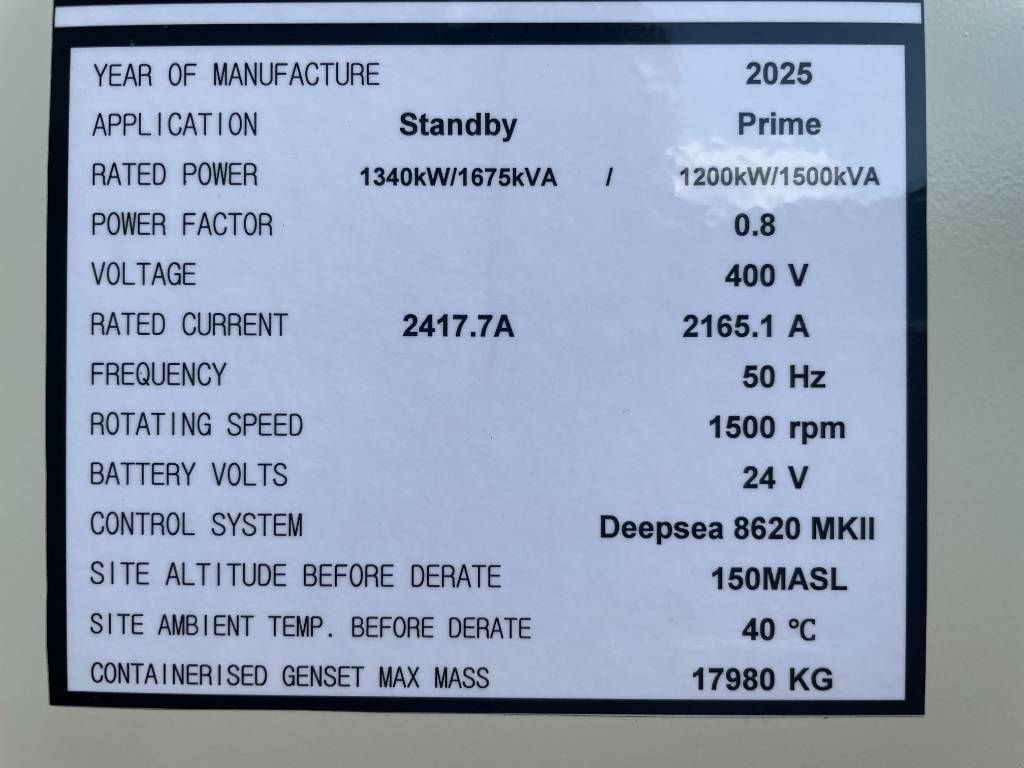 YEAR OF MANUFACTURE 2025
APPLICATION Standby Prime
RATED POWER 1340kW/1675kVA / 1200kW/1500kVA
POWER FACTOR 0.8
VOLTAGE 400 V
RATED CURRENT 2417.7A 2165.1 A
FREQUENCY 50 Hz
ROTATING SPEED 1500 rpm
BATTERY VOLTS 24 V
CONTROL SYSTEM Deepsea 8620 MKII
SITE ALTITUDE BEFORE DERATE 150MASL
SITE AMBIENT TEMP. BEFORE DERATE 40 ℃
CONTAINERISED GENSET MAX MASS 17980 KG